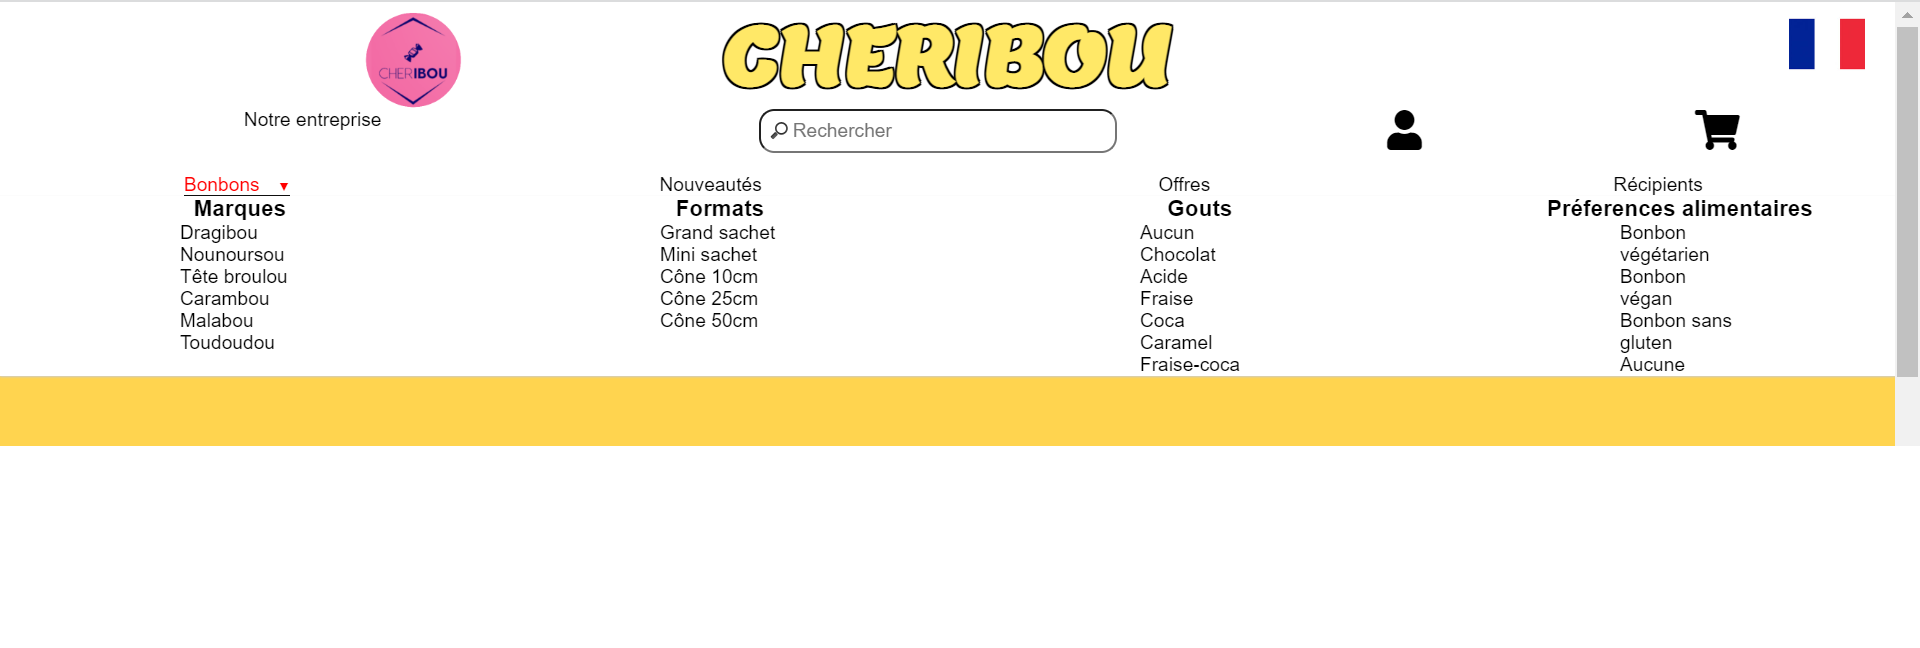 CHERIBOU
CHERIBOU
Notre entreprise
Rechercher
Bonbons ▼ Nouveautés Offres Récipients
Marques Formats Gouts Préferences alimentaires
Dragibou Grand sachet Aucun Bonbon
Nounoursou Mini sachet Chocolat végétarien
Tête broulou Cône 10cm Acide Bonbon
Carambou Cône 25cm Fraise végan
Malabou Cône 50cm Coca Bonbon sans
Toudoudou Caramel gluten
Fraise-coca Aucune